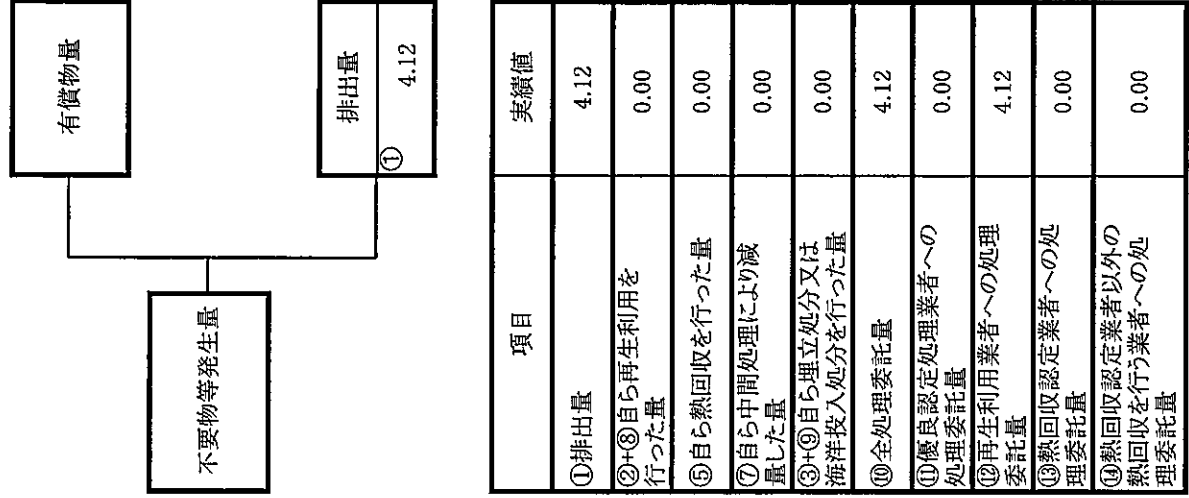 不要物等発生量
有償物量
排出量
①
4.12
項目
実績値
①排出量
4.12
②+⑧自ら再生利用を
行った量
0.00
⑤自ら熱回収を行った量
0.00
⑦自ら中間処理により減
量した量
0.00
③+⑨自ら埋立処分又は
海洋投入処分を行った量
0.00
⑩全処理委託量
4.12
⑪優良認定処理業者への
処理委託量
0.00
⑫再生利用業者への処理
委託量
4.12
⑬熱回収認定業者への処
理委託量
0.00
⑭熱回収認定業者以外の
熱回収を行う業者への処
理委託量
0.00